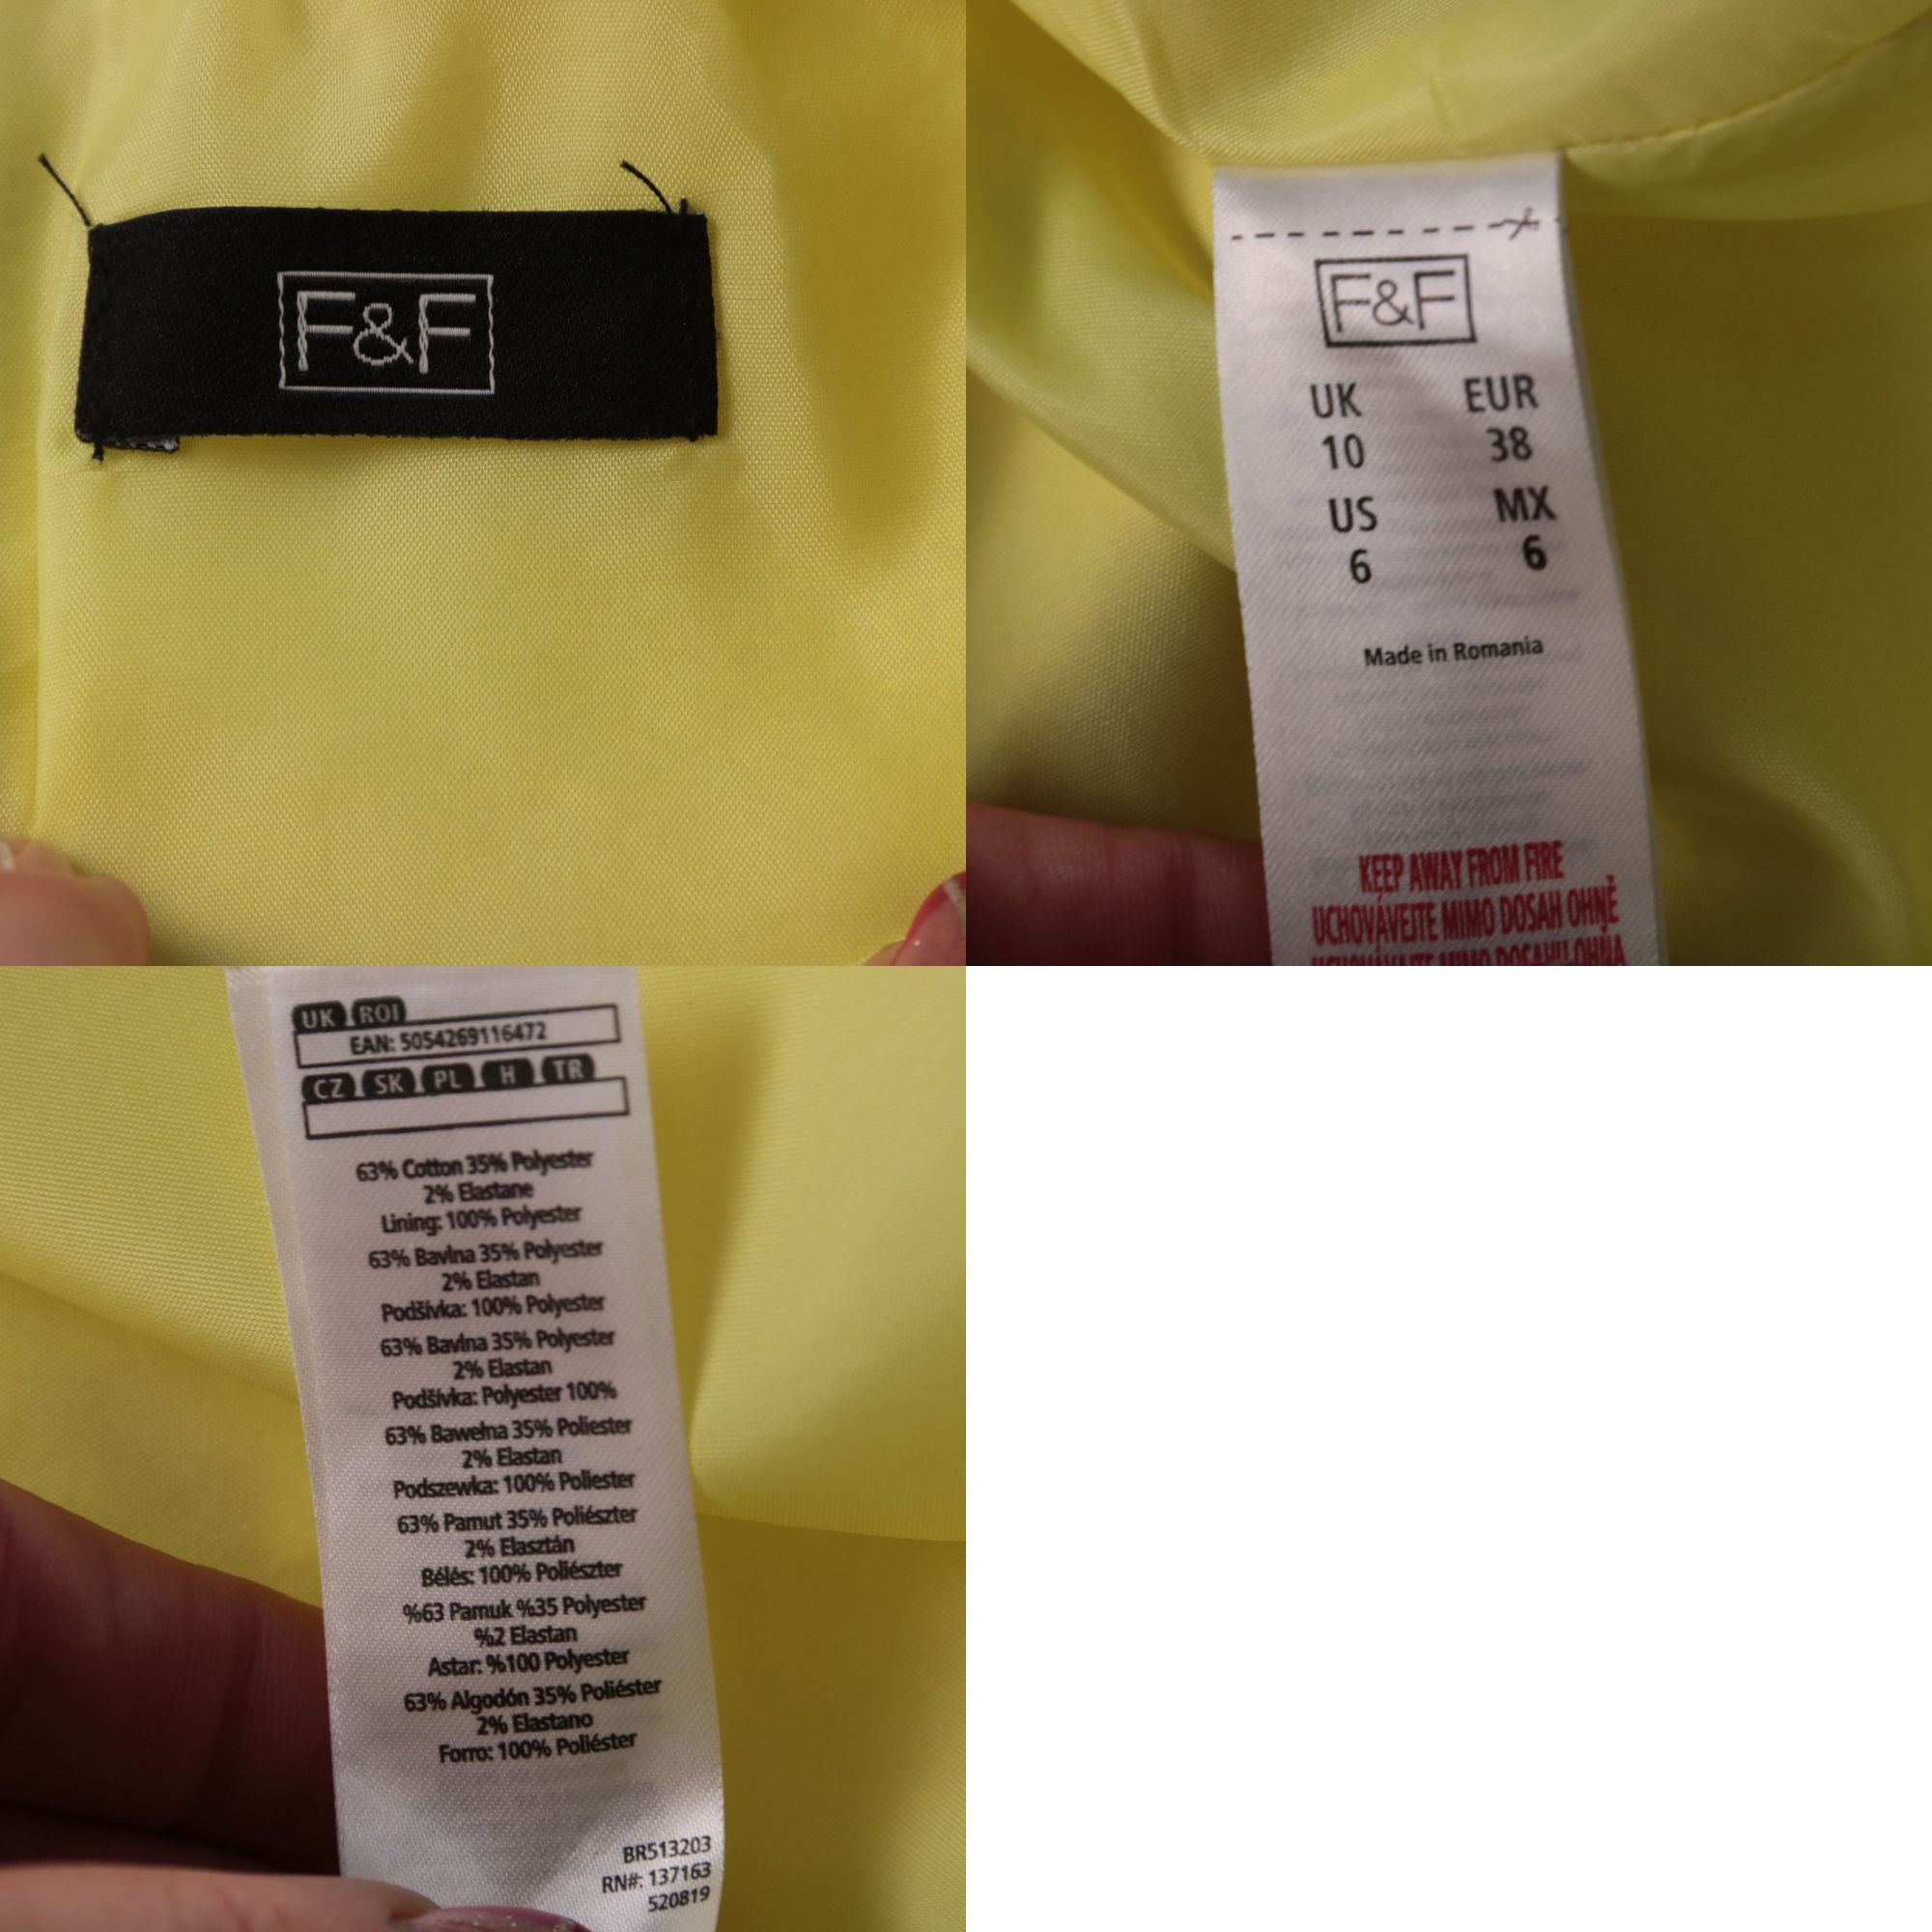 F&F
F&F
UK EUR
10 38
US MX
6 6
Made in Romania
KEEP AWAY FROM FIRE
UCHOVÁVEJTE MIMO DOSAH OHNĚ
UCHOVÁVAJTE MIMO DOSAHU OHŇA
UK ROI
EAN: 5054269116472
CZ SK PL H TR
63% Cotton 35% Polyester
2% Elastane
Lining: 100% Polyester
63% Bavlna 35% Polyester
2% Elastan
Podšívka: 100% Polyester
63% Bavlna 35% Polyester
2% Elastan
Podšívka: Polyester 100%
63% Bawełna 35% Poliester
2% Elastan
Podszewka: 100% Poliester
63% Pamut 35% Poliészter
2% Elasztán
Bélés: 100% Poliészter
%63 Pamuk %35 Polyester
%2 Elastan
Astar: %100 Polyester
63% Algodón 35% Poliéster
2% Elastano
Forro: 100% Poliéster
BR513203
RN#: 137163
520819